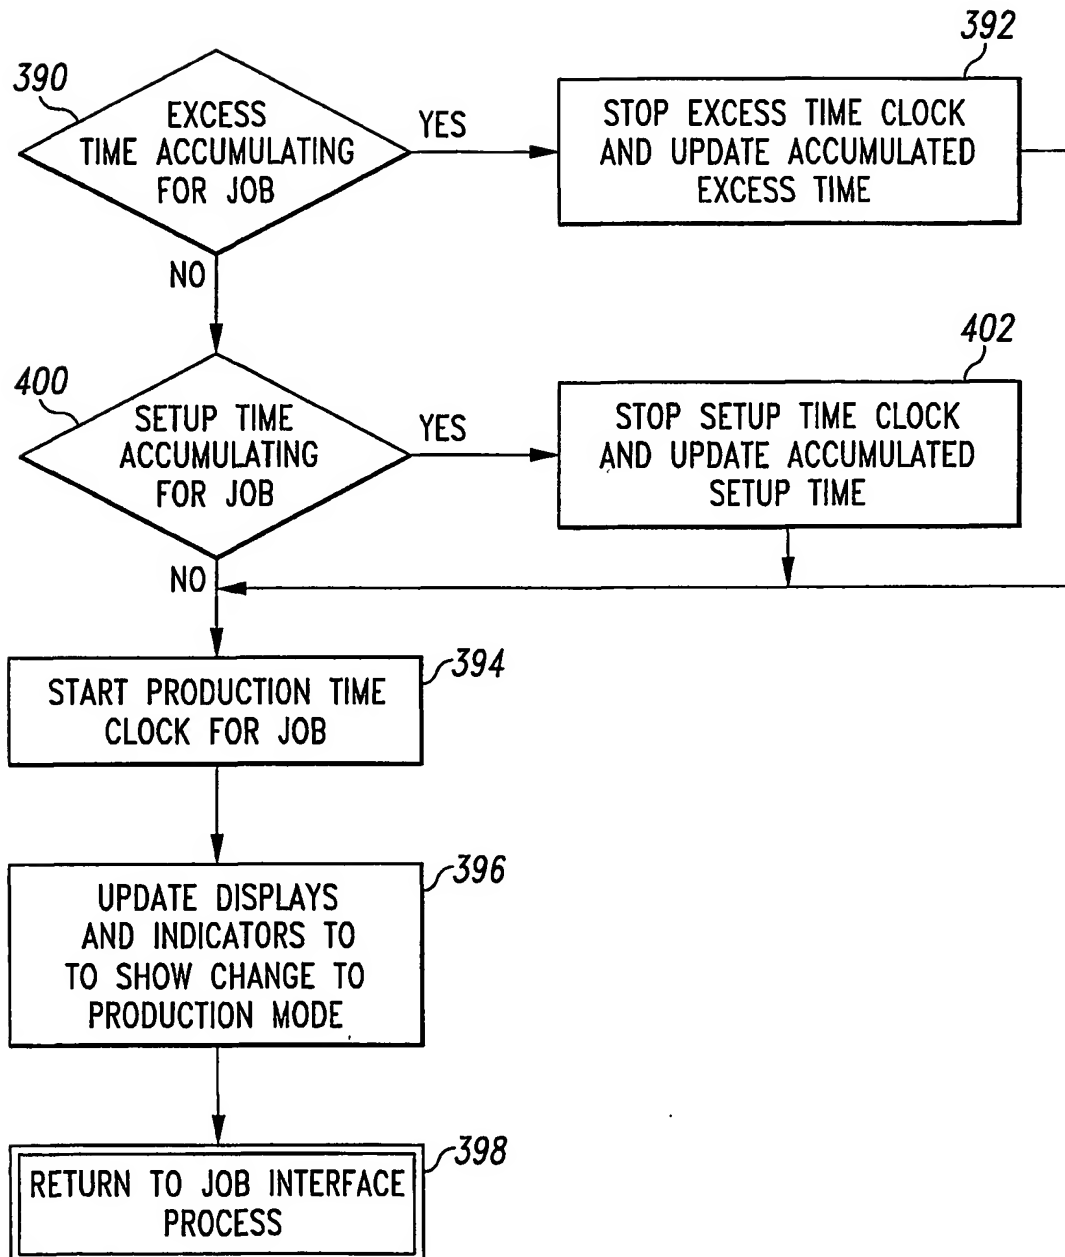 392
390
EXCESS
TIME ACCUMULATING
FOR JOB
YES
STOP EXCESS TIME CLOCK
AND UPDATE ACCUMULATED
EXCESS TIME
NO
402
400
SETUP TIME
ACCUMULATING
FOR JOB
YES
STOP SETUP TIME CLOCK
AND UPDATE ACCUMULATED
SETUP TIME
NO
394
START PRODUCTION TIME
CLOCK FOR JOB
396
UPDATE DISPLAYS
AND INDICATORS TO
TO SHOW CHANGE TO
PRODUCTION MODE
398
RETURN TO JOB INTERFACE
PROCESS